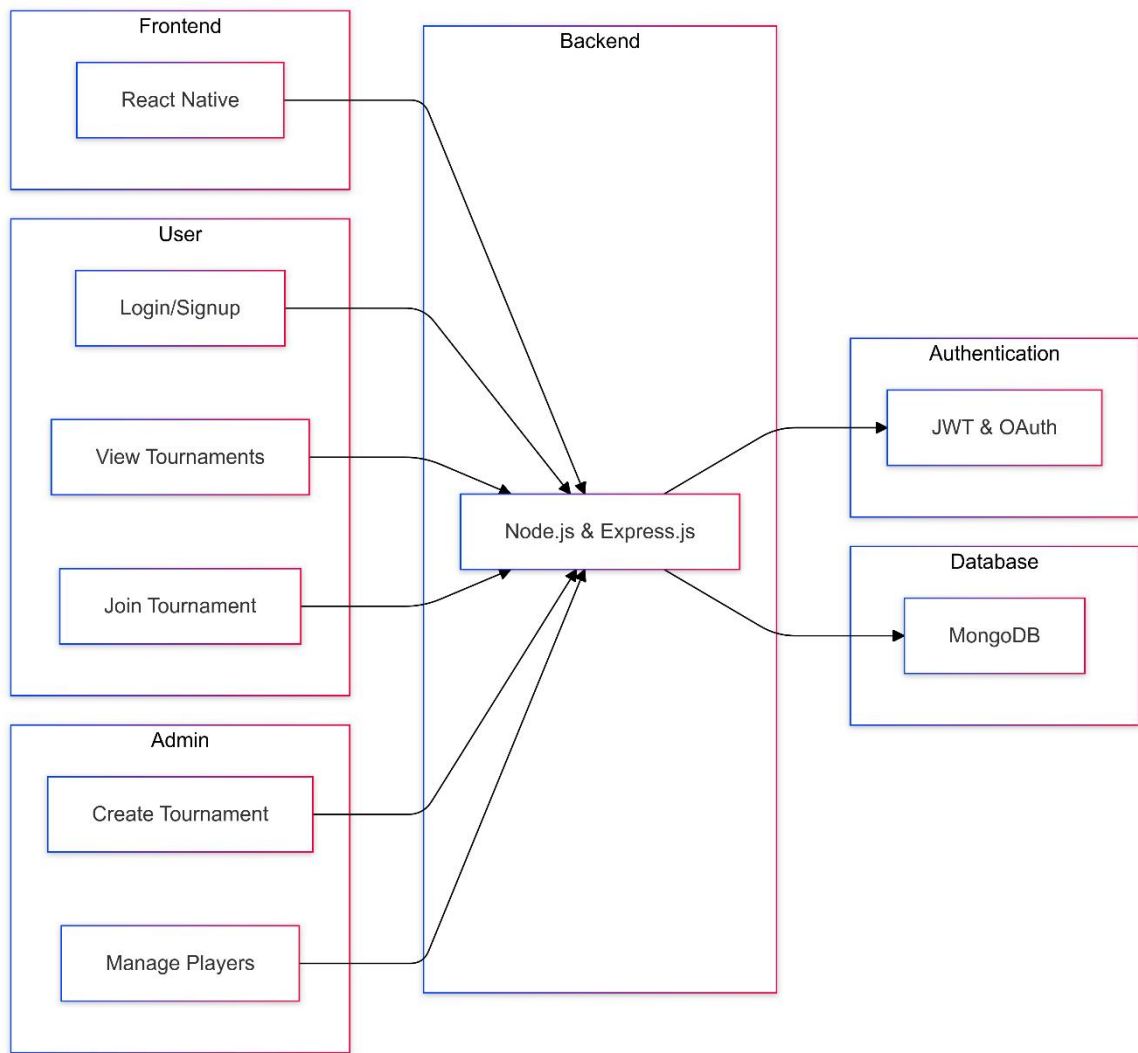 Frontend
React Native
User
Login/Signup
View Tournaments
Join Tournament
Admin
Create Tournament
Manage Players
Backend
Node.js & Express.js
Authentication
JWT & OAuth
Database
MongoDB